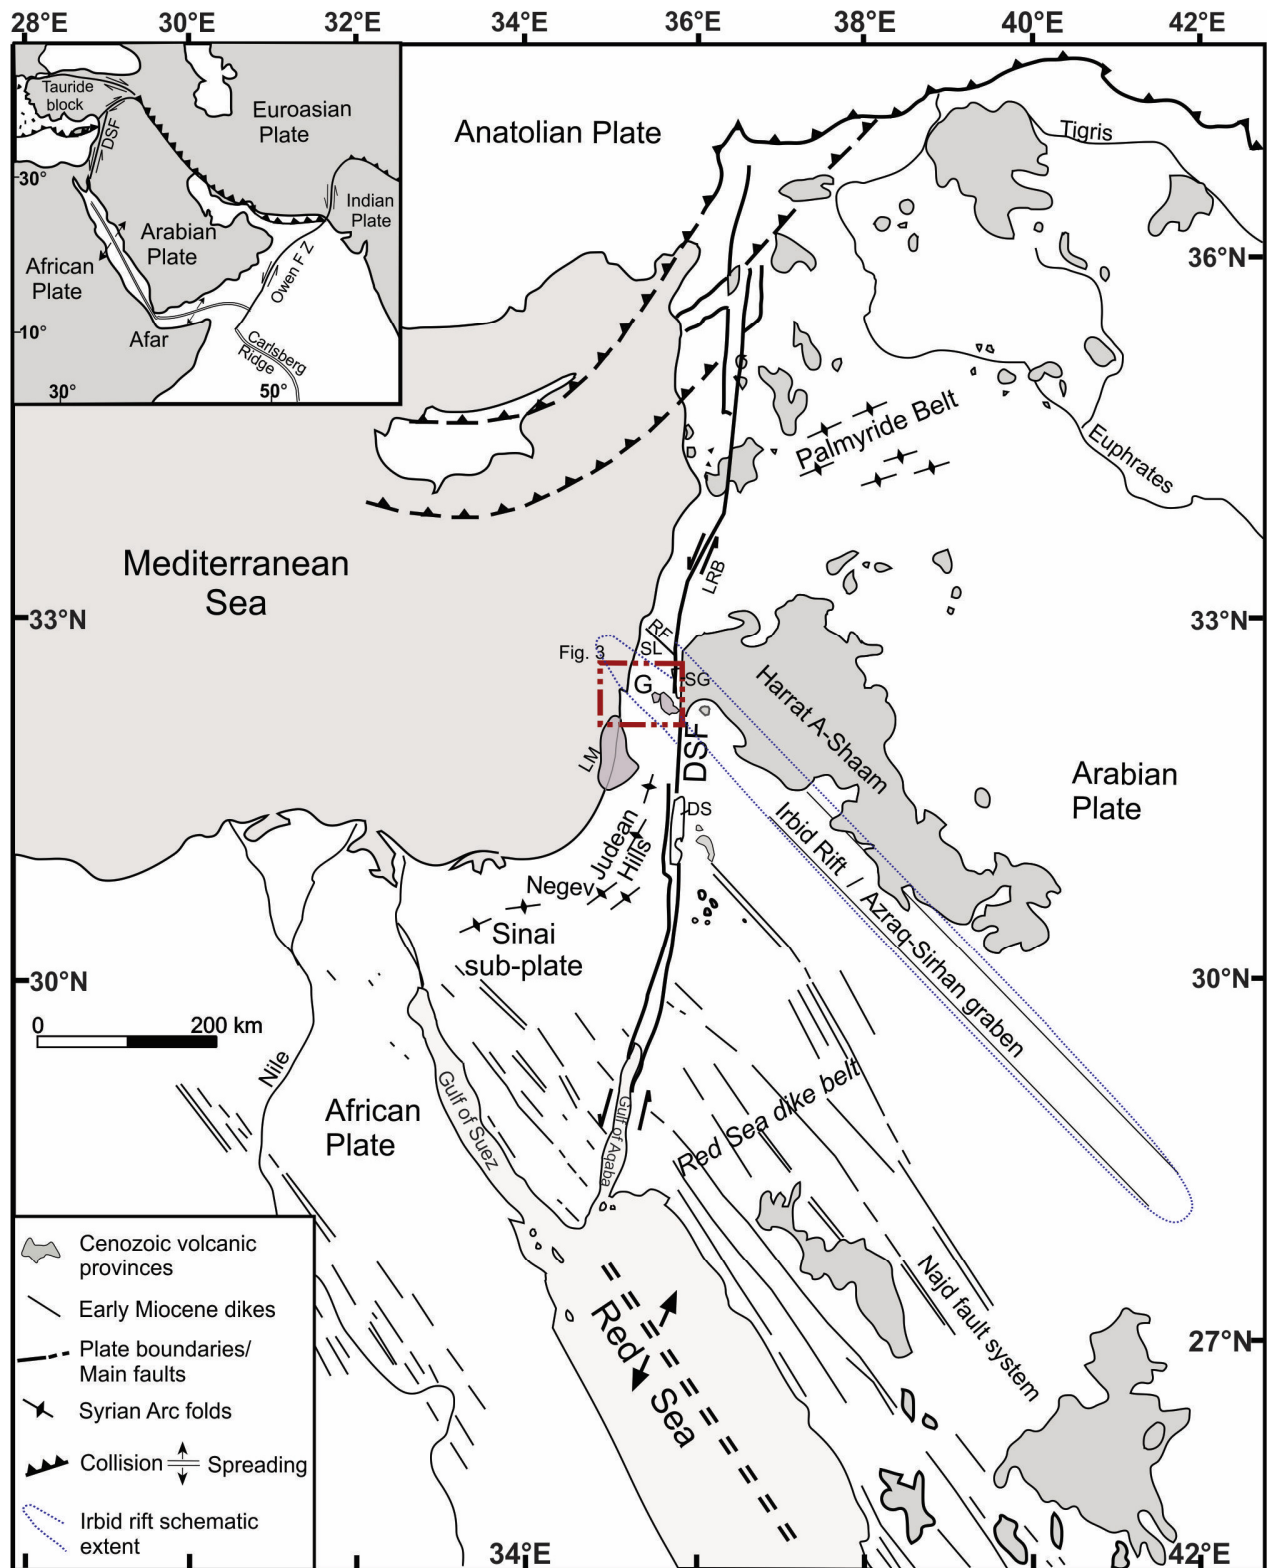 28°E 30°E 32°E 34°E 36°E 38°E 40°E 42°E
Tauride
block
Euroasian
Plate
DSF
30°
Indian
Plate
Arabian
Plate
African
Plate
Owen F Z
10°
Afar
Carlsberg
Ridge
30° 50°
Anatolian Plate
Tigris
36°N
G
Palmyride Belt
Euphrates
Mediterranean
Sea
LRB
33°N 33°N
RF
Fig. 3
SL
G
SG
Harrat A-Shaam
LM
DSF
Arabian
Plate
DS
Irbid Rift / Azraq-Sirhan graben
Judean
Hills
Negev
Sinai
sub-plate
30°N 30°N
0 200 km
Nile
Gulf of Suez
Gulf of Aqaba
African
Plate
Red Sea dike belt
Najd fault system
Red Sea
27°N
Cenozoic volcanic
provinces
Early Miocene dikes
Plate boundaries/
Main faults
Syrian Arc folds
Collision Spreading
Irbid rift schematic
extent
34°E 42°E